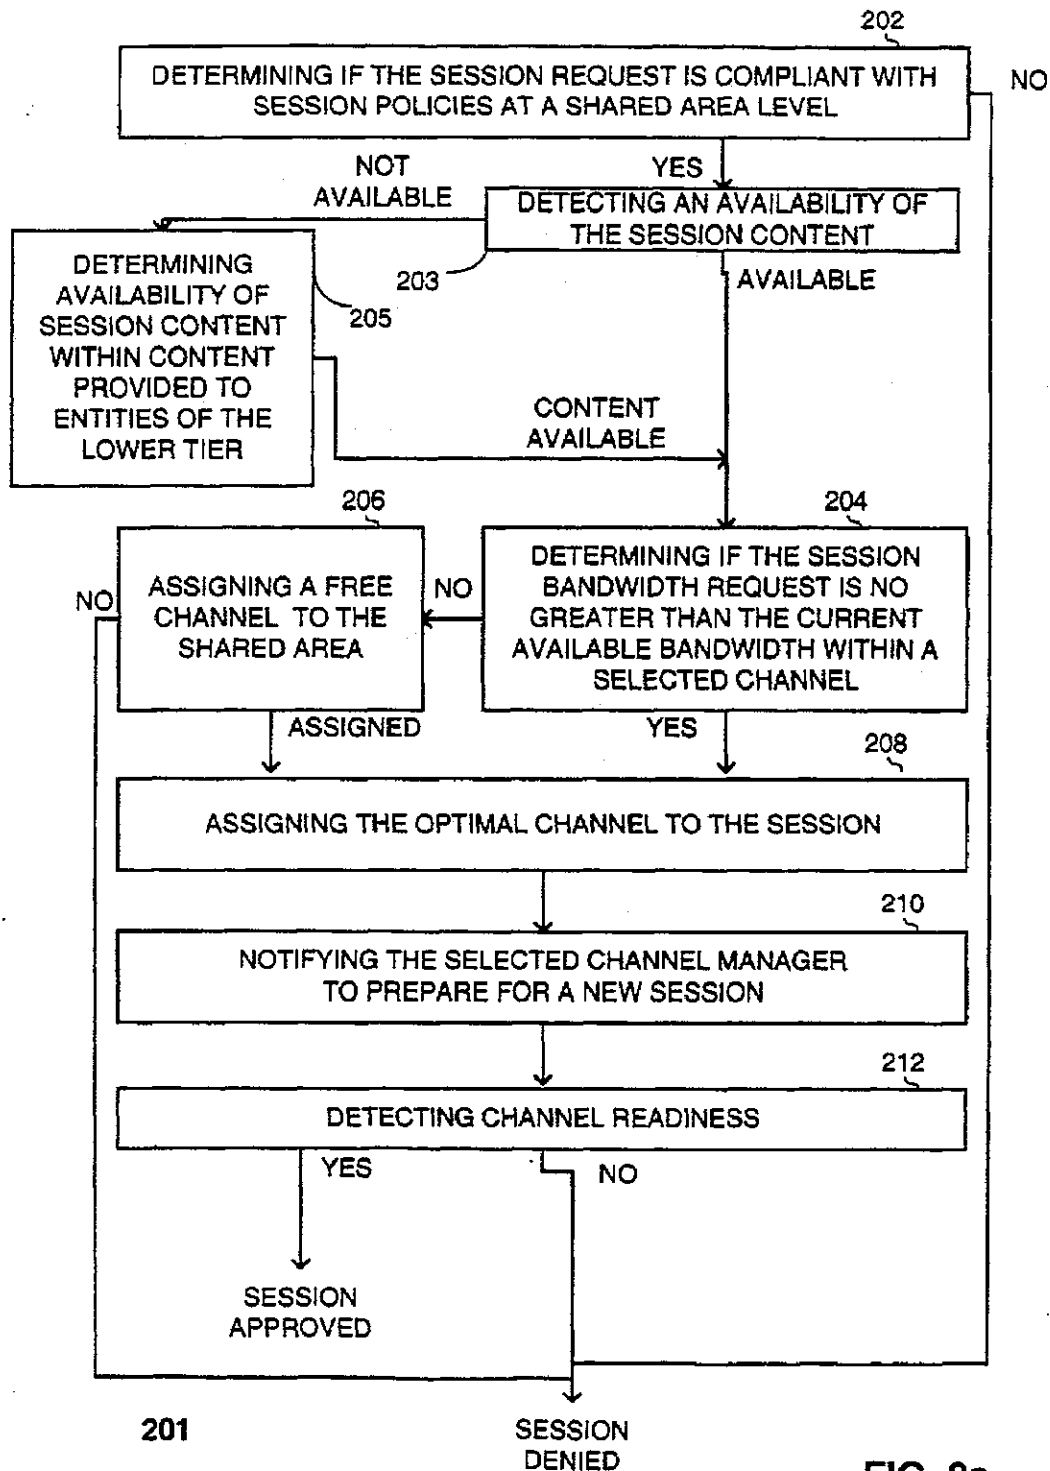 202
DETERMINING IF THE SESSION REQUEST IS COMPLIANT WITH
SESSION POLICIES AT A SHARED AREA LEVEL
NO
NOT
AVAILABLE
YES
DETECTING AN AVAILABILITY OF
THE SESSION CONTENT
203
AVAILABLE
DETERMINING
AVAILABILITY OF
SESSION CONTENT
WITHIN CONTENT
PROVIDED TO
ENTITIES OF THE
LOWER TIER
205
CONTENT
AVAILABLE
206
204
NO
ASSIGNING A FREE
CHANNEL TO THE
SHARED AREA
NO
DETERMINING IF THE SESSION
BANDWIDTH REQUEST IS NO
GREATER THAN THE CURRENT
AVAILABLE BANDWIDTH WITHIN A
SELECTED CHANNEL
ASSIGNED
YES
208
ASSIGNING THE OPTIMAL CHANNEL TO THE SESSION
210
NOTIFYING THE SELECTED CHANNEL MANAGER
TO PREPARE FOR A NEW SESSION
212
DETECTING CHANNEL READINESS
YES
NO
SESSION
APPROVED
201
SESSION
DENIED